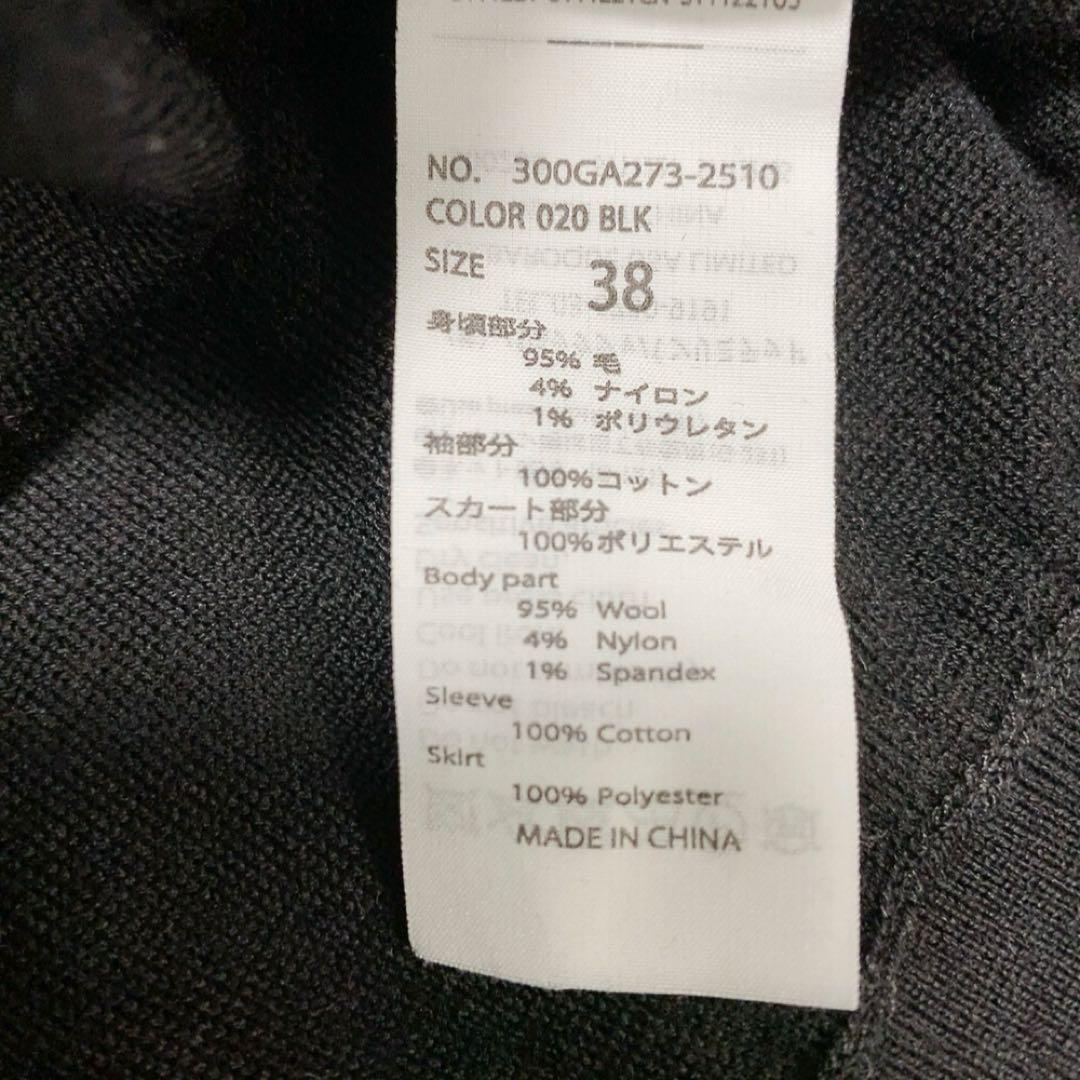 NO. 300GA273-2510
COLOR 020 BLK
SIZE 38
身頃部分
95% 毛
4% ナイロン
1% ポリウレタン
袖部分
100%コットン
スカート部分
100%ポリエステル
Body part
95% Wool
4% Nylon
1% Spandex
Sleeve
100% Cotton
Skirt
100% Polyester
MADE IN CHINA